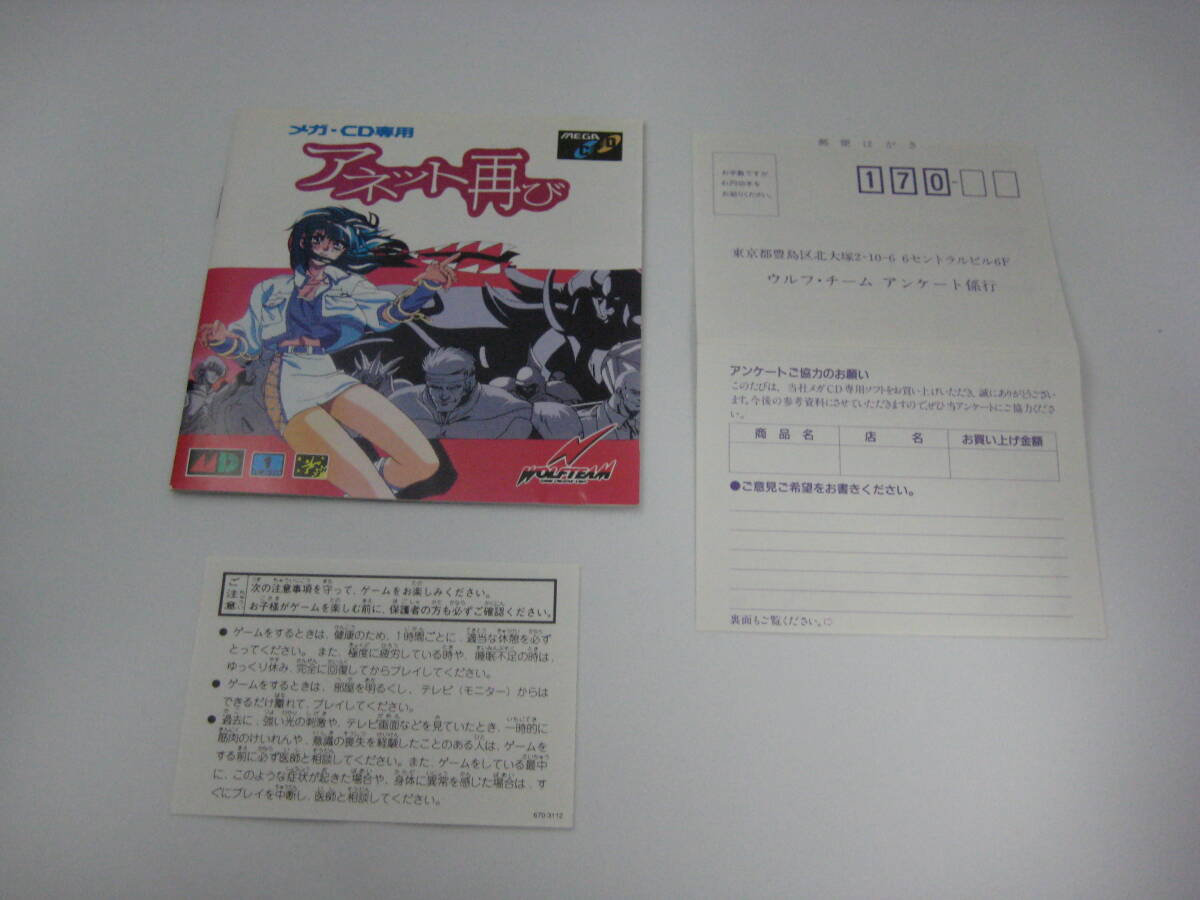 メガ・CD専用
MEGA
CD
アネット再び
MD
WOLFTEAM
郵便はがき
お手数ですが
お切手を
お貼りください。
170-
東京都豊島区北大塚2-10-6 6セントラルビル6F
ウルフ・チーム アンケート係行
アンケートご協力のお願い
このたびは、当社メガCD専用ソフトをお買い上げいただき、誠にありがとうござい
ます。今後の参考資料にさせていただきますので、ぜひ当アンケートにご協力くださ
い。
商品名 店名 お買い上げ金額
●ご意見ご希望をお書きください。
裏面もご覧ください。
ご注意
次の注意事項を守って、ゲームをお楽しみください。
お子様がゲームを楽しむ前に、保護者の方も必ずご確認ください。
● ゲームをするときは、健康のため、1時間ごとに、適当な休憩を必ず
とってください。また、極度に疲労している時や、睡眠不足の時は、
ゆっくり休み、完全に回復してからプレイしてください。
● ゲームをするときは、部屋を明るくし、テレビ(モニター)からは
できるだけ離れて、プレイしてください。
● 過去に、強い光の刺激や、テレビ画面などを見ていたとき、一時的に
筋肉のけいれんや、意識の喪失を経験したことのある人は、ゲームを
する前に必ず医師と相談してください。また、ゲームをしている最中
に、このような症状が起きた場合や、身体に異常を感じた場合は、す
ぐにプレイを中断し、医師と相談してください。
670-3112